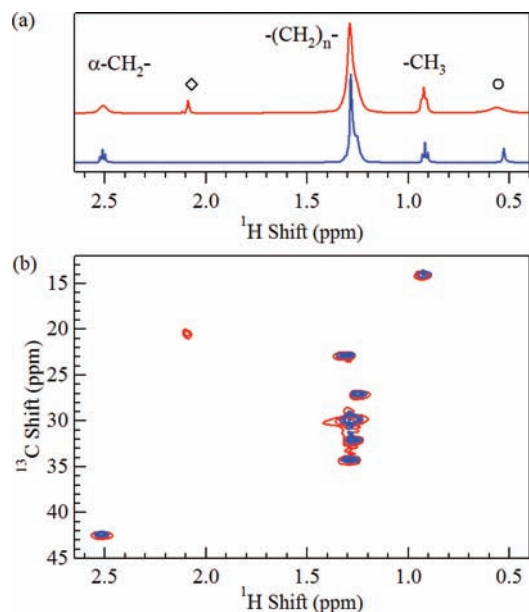 (a)
α-CH2-
-(CH2)n-
-CH3
2.5 2.0 1.5 1.0 0.5
1H Shift (ppm)
(b)
13C Shift (ppm)
15
20
25
30
35
40
45
2.5 2.0 1.5 1.0 0.5
1H Shift (ppm)